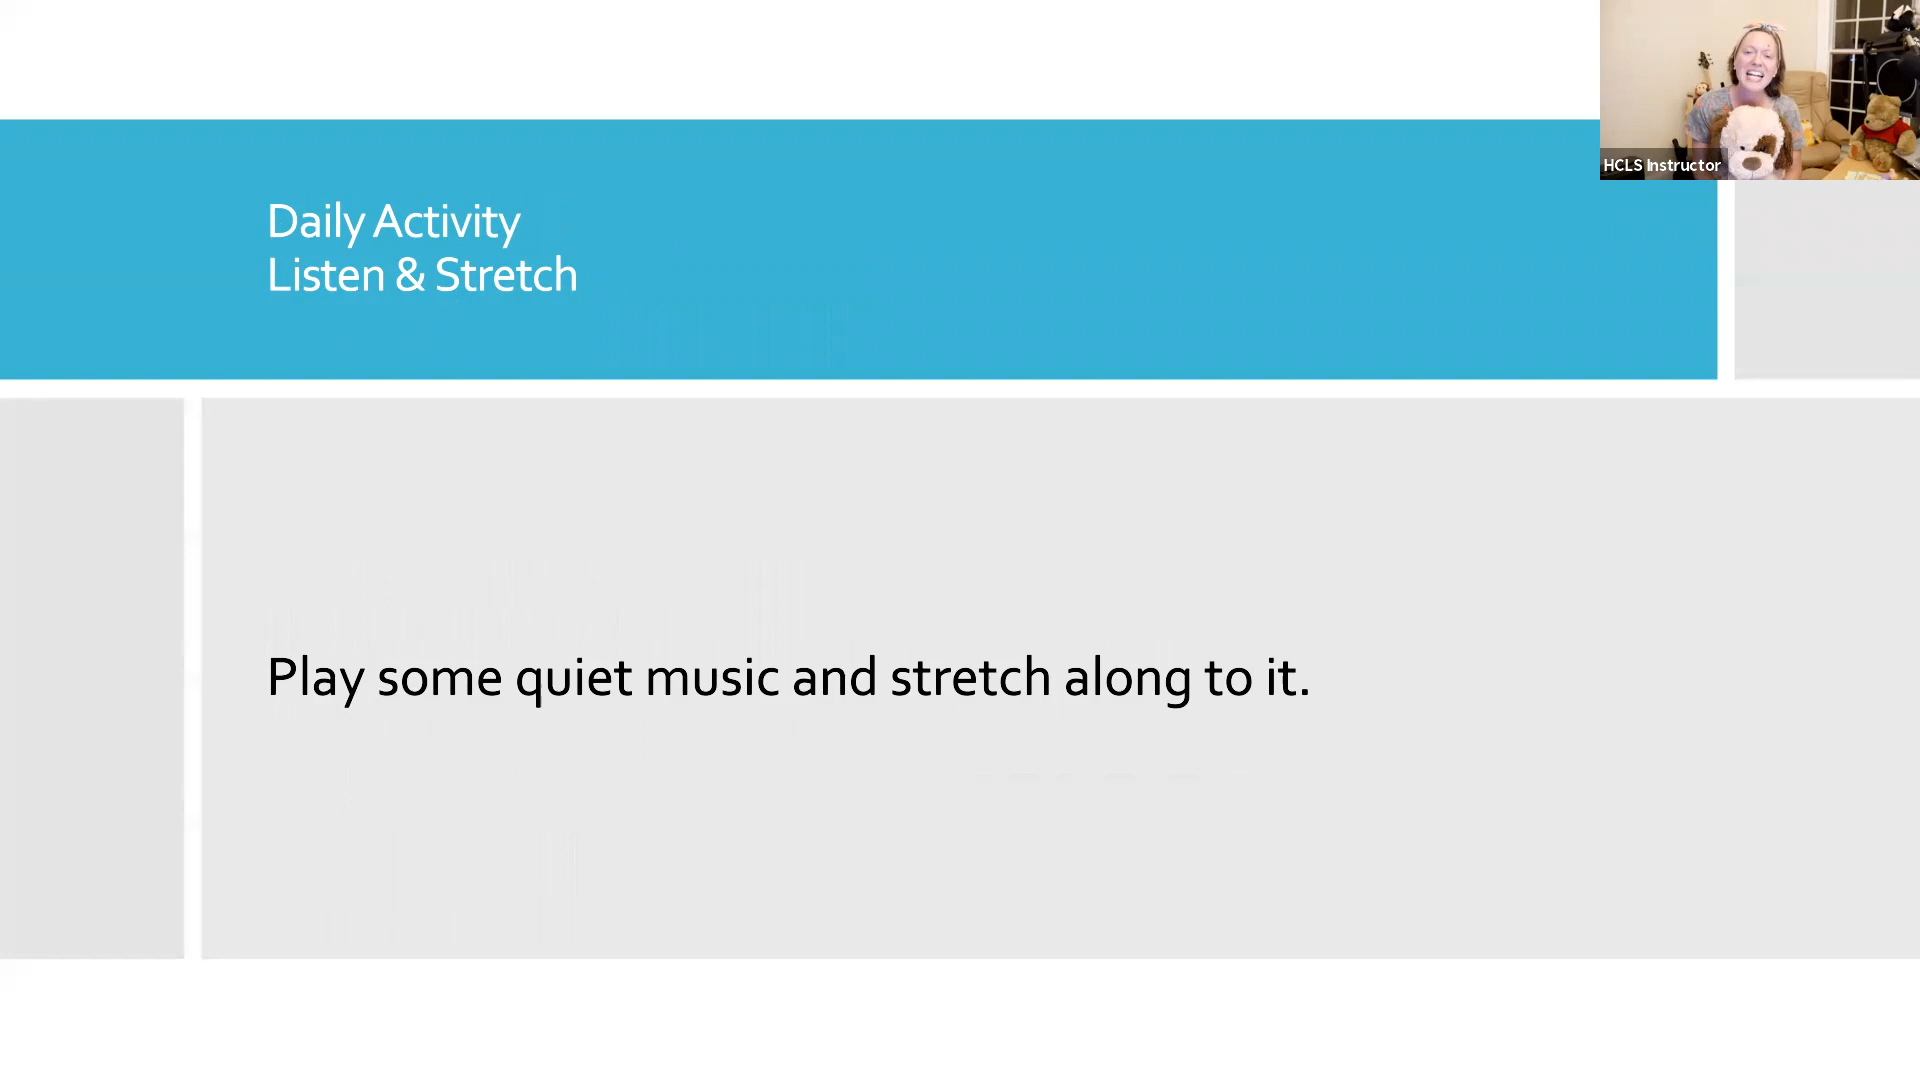 Daily Activity
Listen & Stretch
HCLS Instructor
Play some quiet music and stretch along to it.